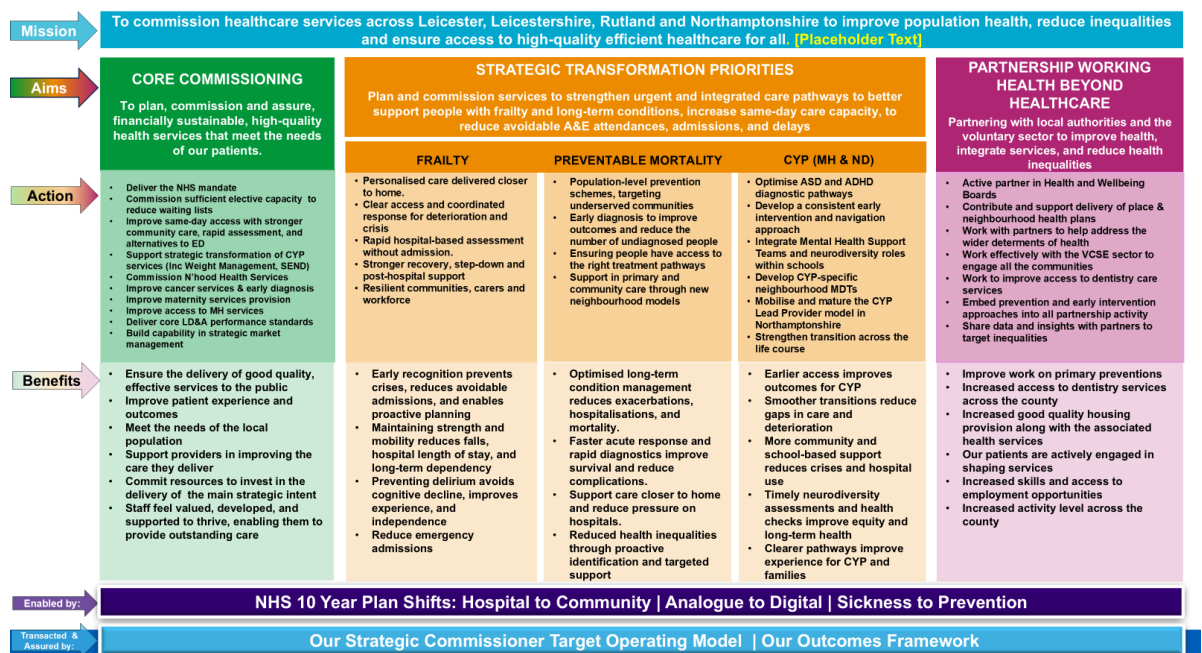 Mission
To commission healthcare services across Leicester, Leicestershire, Rutland and Northamptonshire to improve population health, reduce inequalities
and ensure access to high-quality efficient healthcare for all. [Placeholder Text]
Aims
CORE COMMISSIONING
To plan, commission and assure,
financially sustainable, high-quality
health services that meet the needs
of our patients.
STRATEGIC TRANSFORMATION PRIORITIES
Plan and commission services to strengthen urgent and integrated care pathways to better
support people with frailty and long-term conditions, increase same-day care capacity, to
reduce avoidable A&E attendances, admissions, and delays
PARTNERSHIP WORKING
HEALTH BEYOND
HEALTHCARE
Partnering with local authorities and the
voluntary sector to improve health,
integrate services, and reduce health
inequalities
FRAILTY
PREVENTABLE MORTALITY
CYP (MH & ND)
Action
• Deliver the NHS mandate
• Commission sufficient elective capacity to
reduce waiting lists
• Improve same-day access with stronger
community care, rapid assessment, and
alternatives to ED
• Support strategic transformation of CYP
services (Inc Weight Management, SEND)
• Commission N'hood Health Services
• Improve cancer services & early diagnosis
• Improve maternity services provision
• Improve access to MH services
• Deliver core LD&A performance standards
• Build capability in strategic market
management
• Personalised care delivered closer
to home.
• Clear access and coordinated
response for deterioration and
crisis
• Rapid hospital-based assessment
without admission.
• Stronger recovery, step-down and
post-hospital support
• Resilient communities, carers and
workforce
• Population-level prevention
schemes, targeting
underserved communities
• Early diagnosis to improve
outcomes and reduce the
number of undiagnosed people
• Ensuring people have access to
the right treatment pathways
• Support in primary and
community care through new
neighbourhood models
• Optimise ASD and ADHD
diagnostic pathways
• Develop a consistent early
intervention and navigation
approach
• Integrate Mental Health Support
Teams and neurodiversity roles
within schools
• Develop CYP-specific
neighbourhood MDTs
• Mobilise and mature the CYP
Lead Provider model in
Northamptonshire
• Strengthen transition across the
life course
• Active partner in Health and Wellbeing
Boards
• Contribute and support delivery of place &
neighbourhood health plans
• Work with partners to help address the
wider determents of health
• Work effectively with the VCSE sector to
engage all the communities
• Work to improve access to dentistry care
services
• Embed prevention and early intervention
approaches into all partnership activity
• Share data and insights with partners to
target inequalities
Benefits
• Ensure the delivery of good quality,
effective services to the public
• Improve patient experience and
outcomes
• Meet the needs of the local
population
• Support providers in improving the
care they deliver
• Commit resources to invest in the
delivery of the main strategic intent
• Staff feel valued, developed, and
supported to thrive, enabling them to
provide outstanding care
• Early recognition prevents
crises, reduces avoidable
admissions, and enables
proactive planning
• Maintaining strength and
mobility reduces falls,
hospital length of stay, and
long-term dependency
• Preventing delirium avoids
cognitive decline, improves
experience, and
independence
• Reduce emergency
admissions
• Optimised long-term
condition management
reduces exacerbations,
hospitalisations, and
mortality.
• Faster acute response and
rapid diagnostics improve
survival and reduce
complications.
• Support care closer to home
and reduce pressure on
hospitals.
• Reduced health inequalities
through proactive
identification and targeted
support
• Earlier access improves
outcomes for CYP
• Smoother transitions reduce
gaps in care and
deterioration
• More community and
school-based support
reduces crises and hospital
use
• Timely neurodiversity
assessments and health
checks improve equity and
long-term health
• Clearer pathways improve
experience for CYP and
families
• Improve work on primary preventions
• Increased access to dentistry services
across the county
• Increased good quality housing
provision along with the associated
health services
• Our patients are actively engaged in
shaping services
• Increased skills and access to
employment opportunities
• Increased activity level across the
county
Enabled by:
NHS 10 Year Plan Shifts: Hospital to Community | Analogue to Digital | Sickness to Prevention
Transacted &
Assured by:
Our Strategic Commissioner Target Operating Model | Our Outcomes Framework